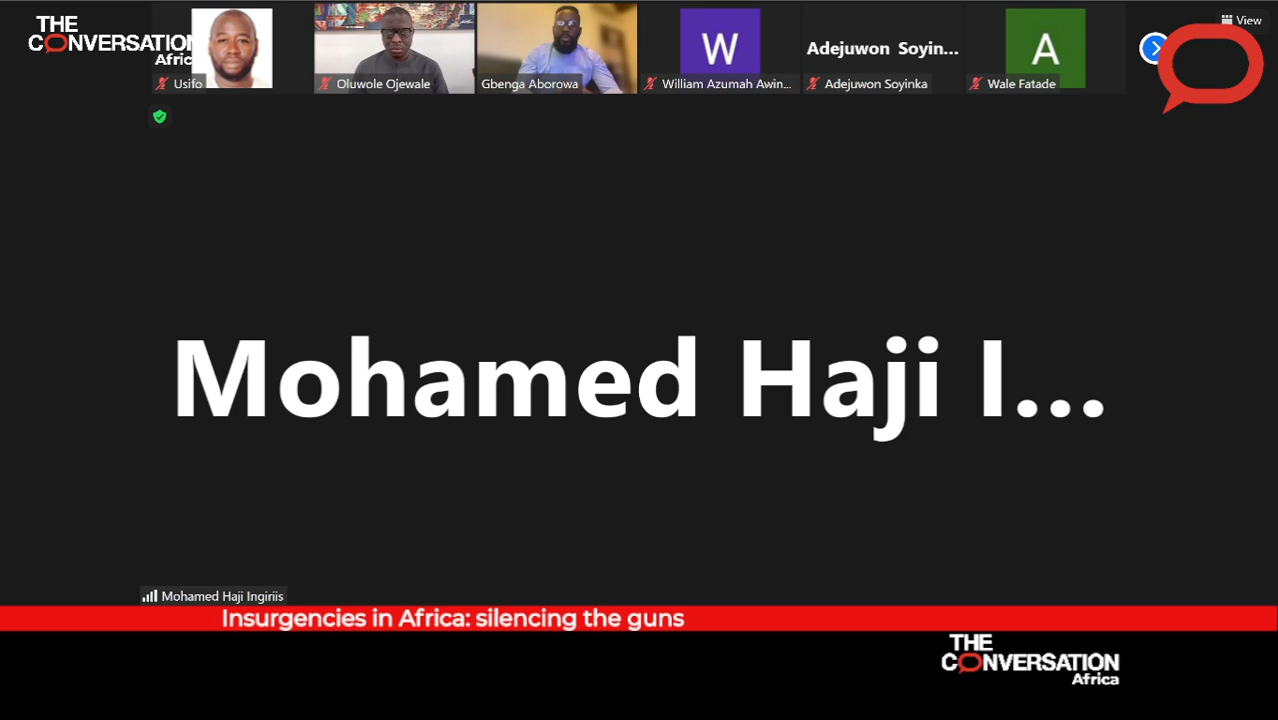 THE
CONVERSATION
Afric
Usifo
Oluwole Ojewale
Gbenga Aborowa
W
William Azumah Awin...
Adejuwon Soyin...
Adejuwon Soyinka
A
Wale Fatade
View
Mohamed Haji I...
Mohamed Haji Ingiriis
Insurgencies in Africa: silencing the guns
THE
CONVERSATION
Africa